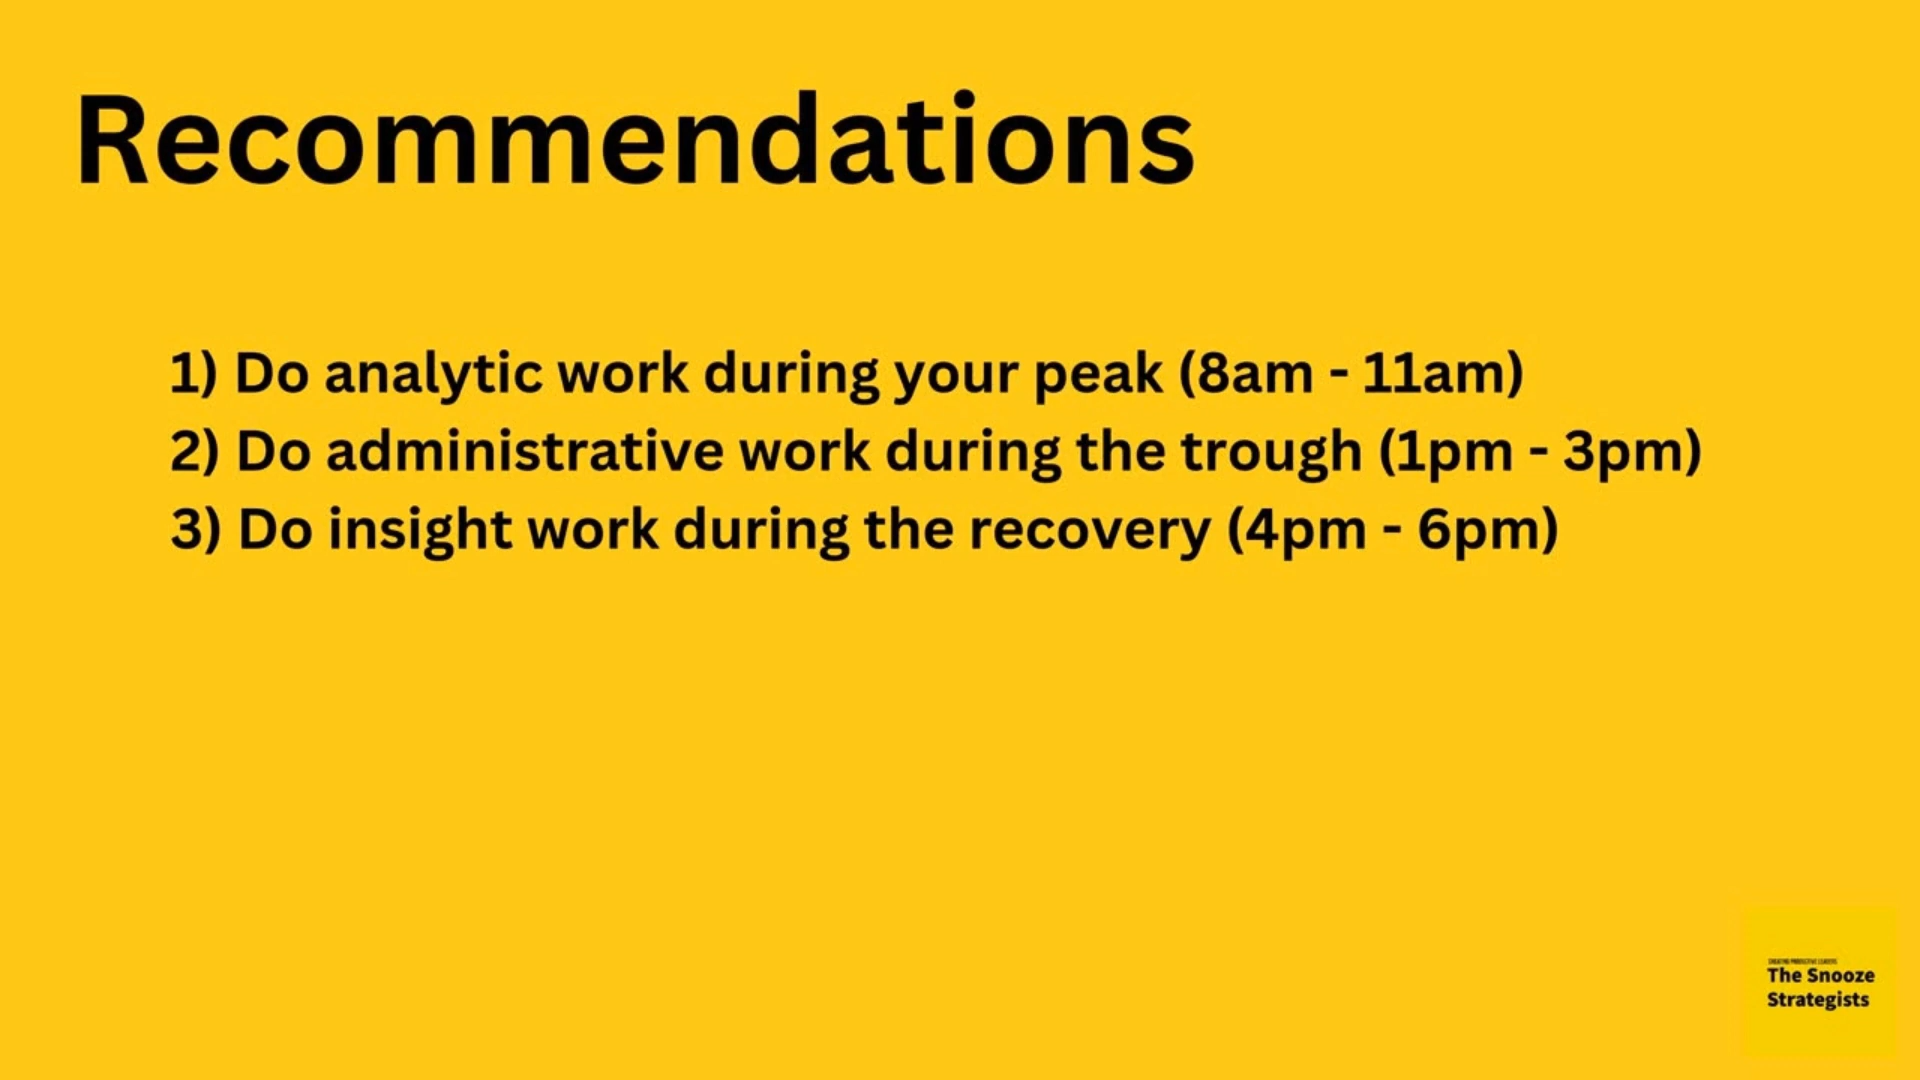 Recommendations
1) Do analytic work during your peak (8am - 11am)
2) Do administrative work during the trough (1pm - 3pm)
3) Do insight work during the recovery (4pm - 6pm)
The Snooze
Strategists